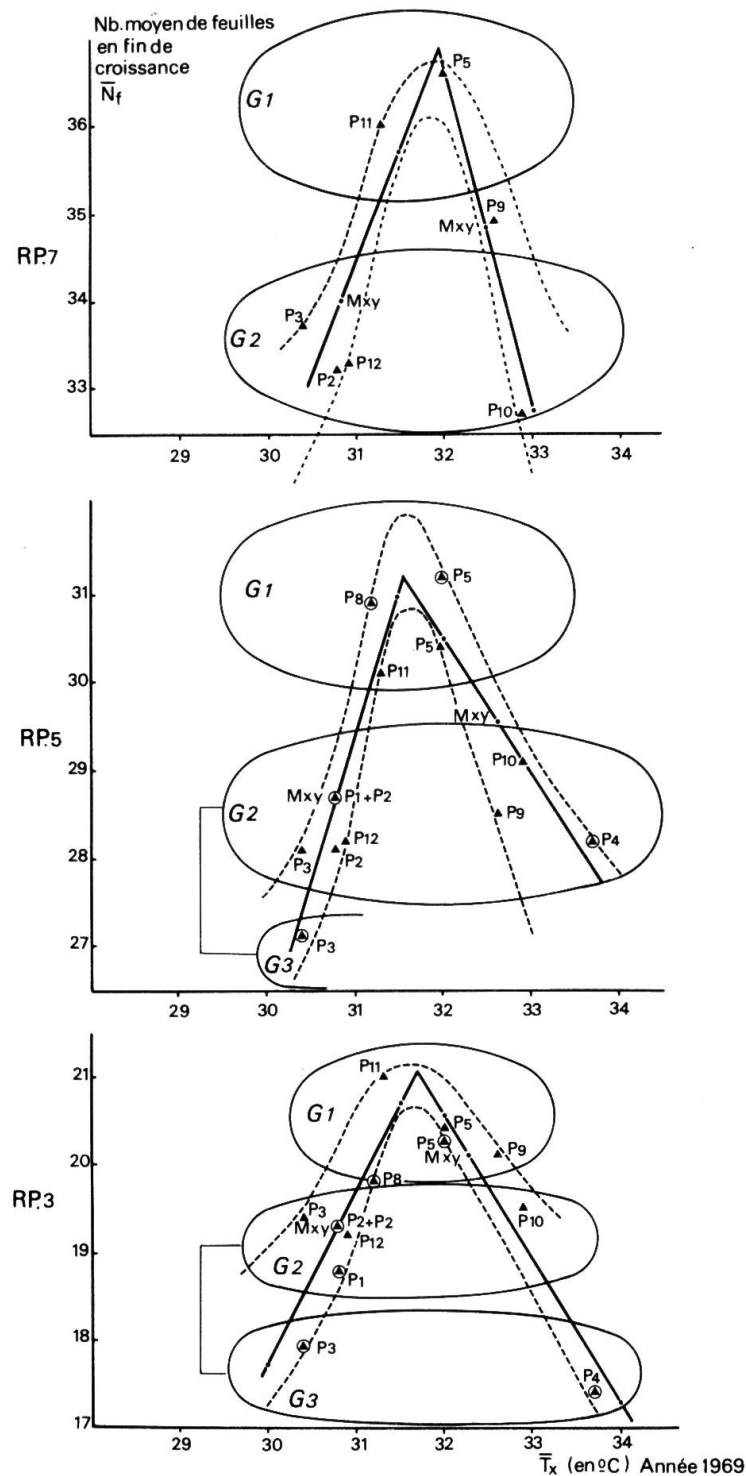 Nb. moyen de feuilles
en fin de
croissance
N̅f
G1
P5
P11
36
35
P9
Mxy
RP.7
34
Mxy
P3
G2
P2
P12
33
P10
29 30 31 32 33 34
31
G1
P8
P5
P5
30
P11
RP.5
Mxy
29
P10
G2
Mxy
P1+P2
P9
P12
P4
28
P3
P2
27
P3
G3
29 30 31 32 33 34
21
P11
G1
P5
P9
20
P5
Mxy
RP.3
P8
P3
P10
Mxy
P2+P2
P12
19
G2
P1
18
P3
P4
G3
17
29 30 31 32 33 34
T̅x (en ºC) Année 1969